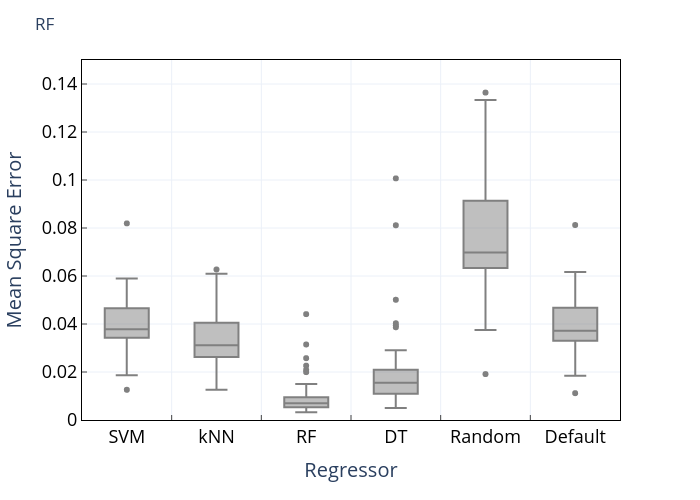 RF
Mean Square Error
0.14
0.12
0.1
0.08
0.06
0.04
0.02
0
SVM kNN RF DT Random Default
Regressor